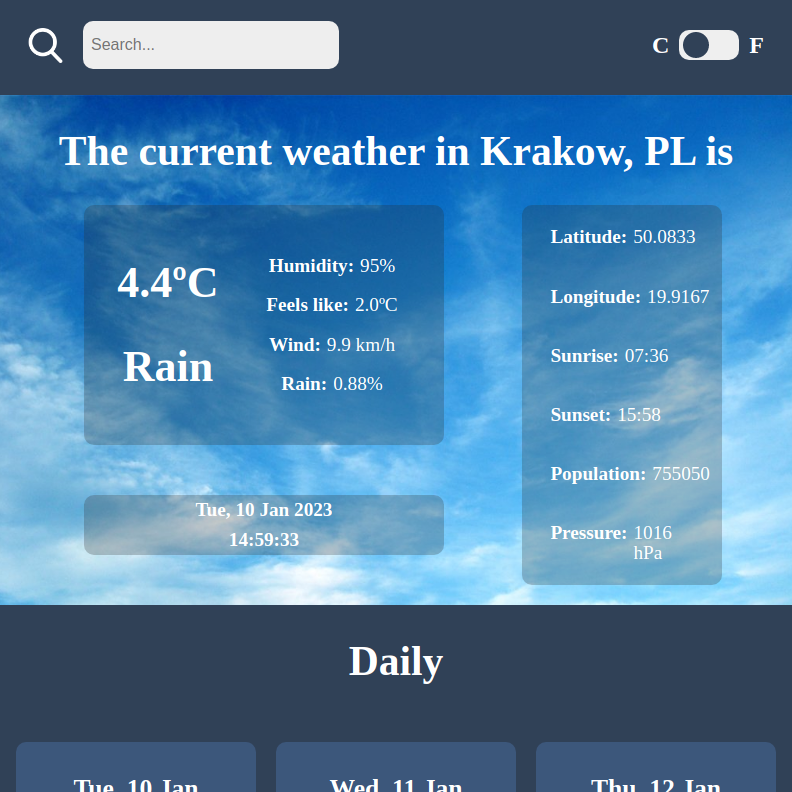 Search...
C F
The current weather in Krakow, PL is
4.4ºC
Rain
Humidity: 95%
Feels like: 2.0ºC
Wind: 9.9 km/h
Rain: 0.88%
Tue, 10 Jan 2023
14:59:33
Latitude: 50.0833
Longitude: 19.9167
Sunrise: 07:36
Sunset: 15:58
Population: 755050
Pressure: 1016
hPa
Daily
Tue, 10 Jan
Wed, 11 Jan
Thu, 12 Jan